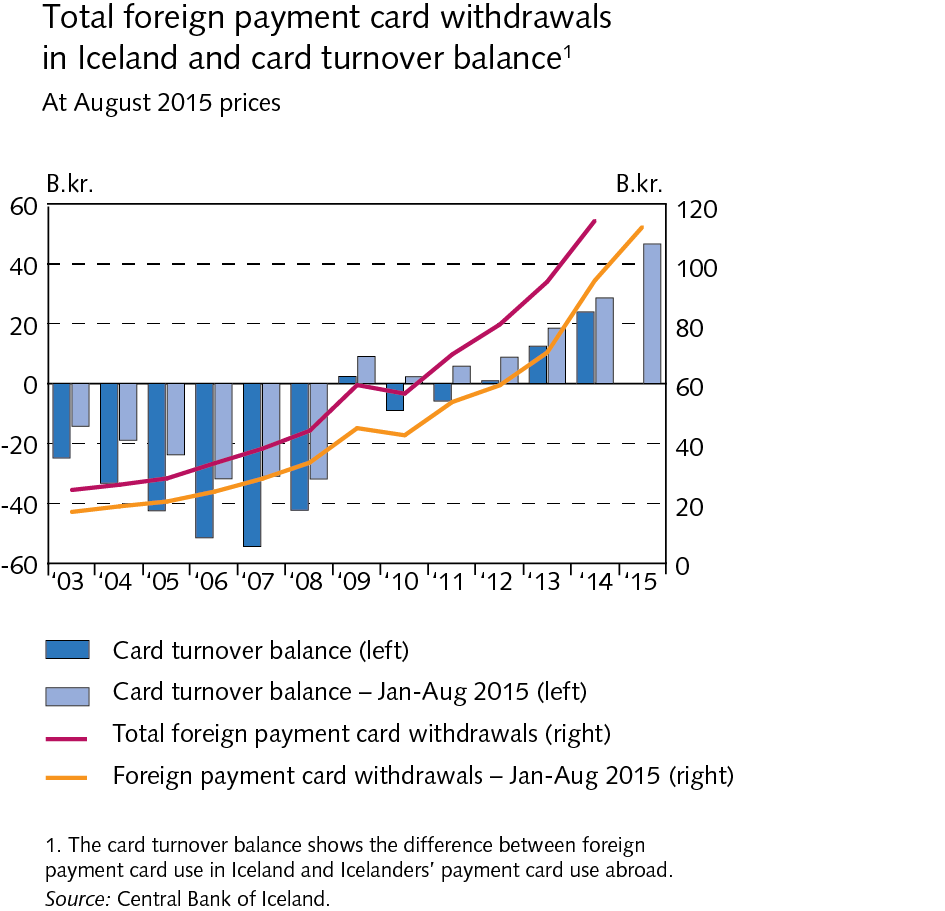 Total foreign payment card withdrawals
in Iceland and card turnover balance¹
At August 2015 prices
B.kr. B.kr.
60 120
40 100
20 80
0 60
-20 40
-40 20
-60 0
‘03 ‘04 ‘05 ‘06 ‘07 ‘08 ‘09 ‘10 ‘11 ‘12 ‘13 ‘14 ‘15
Card turnover balance (left)
Card turnover balance – Jan-Aug 2015 (left)
Total foreign payment card withdrawals (right)
Foreign payment card withdrawals – Jan-Aug 2015 (right)
1. The card turnover balance shows the difference between foreign
payment card use in Iceland and Icelanders’ payment card use abroad.
Source: Central Bank of Iceland.